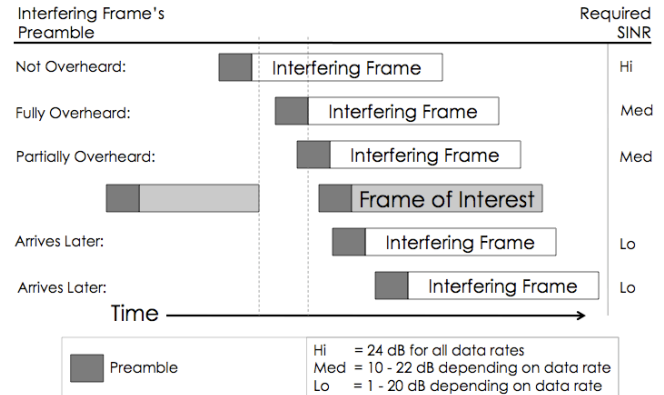 Interfering Frame's
Preamble
Required
SINR
Not Overheard:
Interfering Frame
Hi
Fully Overheard:
Interfering Frame
Med
Partially Overheard:
Interfering Frame
Med
Frame of Interest
Arrives Later:
Interfering Frame
Lo
Arrives Later:
Interfering Frame
Lo
Time
Preamble
Hi = 24 dB for all data rates
Med = 10 - 22 dB depending on data rate
Lo = 1 - 20 dB depending on data rate